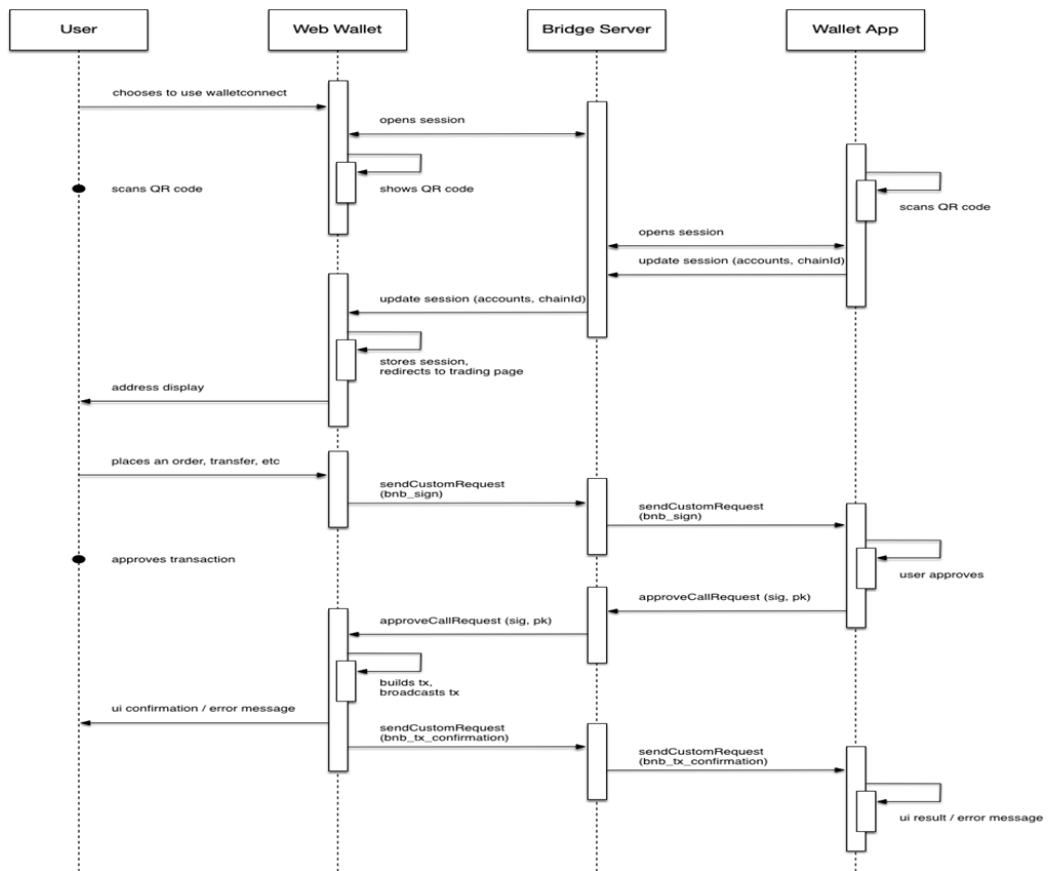 User
Web Wallet
Bridge Server
Wallet App
chooses to use walletconnect
opens session
scans QR code
shows QR code
scans QR code
opens session
update session (accounts, chainId)
update session (accounts, chainId)
stores session,
redirects to trading page
address display
places an order, transfer, etc
sendCustomRequest
(bnb_sign)
sendCustomRequest
(bnb_sign)
approves transaction
user approves
approveCallRequest (sig, pk)
approveCallRequest (sig, pk)
builds tx,
broadcasts tx
ui confirmation / error message
sendCustomRequest
(bnb_tx_confirmation)
sendCustomRequest
(bnb_tx_confirmation)
ui result / error message